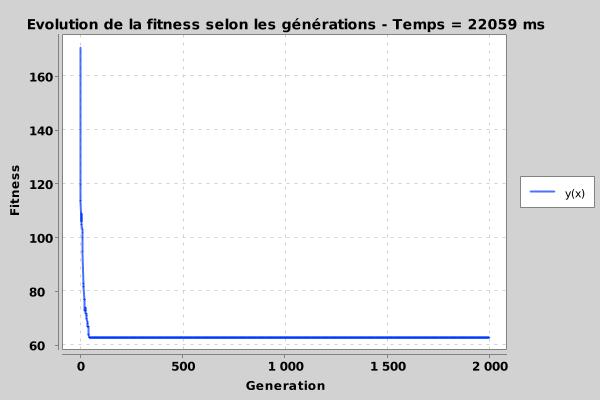 Evolution de la fitness selon les générations - Temps = 22059 ms
160
140
120
100
80
60
Fitness
0 500 1 000 1 500 2 000
Generation
y(x)